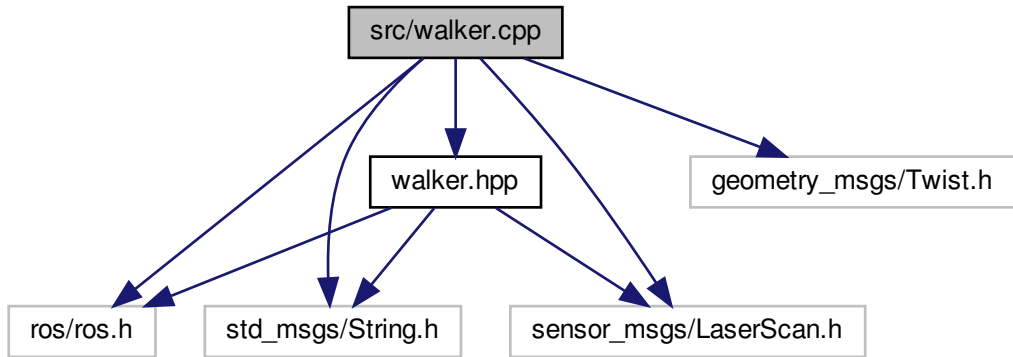 src/walker.cpp
walker.hpp
geometry_msgs/Twist.h
ros/ros.h
std_msgs/String.h
sensor_msgs/LaserScan.h